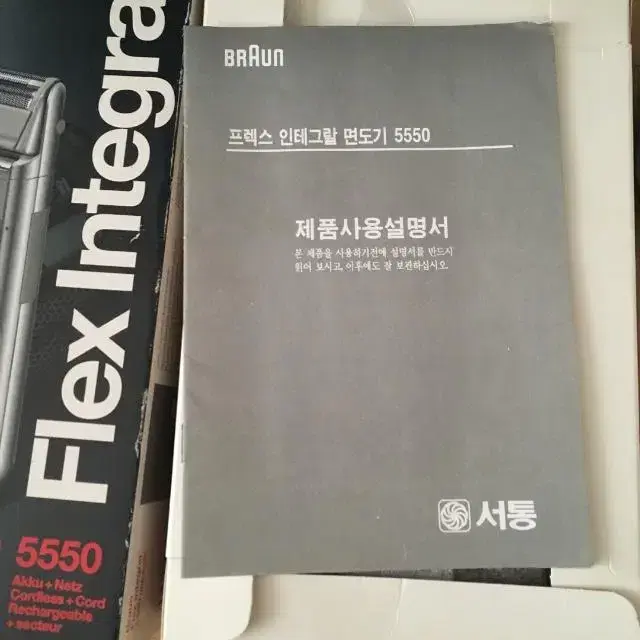 BRAUN
프렉스 인테그랄 면도기 5550
제품사용설명서
본 제품을 사용하기전에 설명서를 반드시
읽어 보시고, 이후에도 잘 보관하십시오.
서통
Flex Integra
5550
Akku+Netz
Cordless+Cord
Rechargeable
+secteur